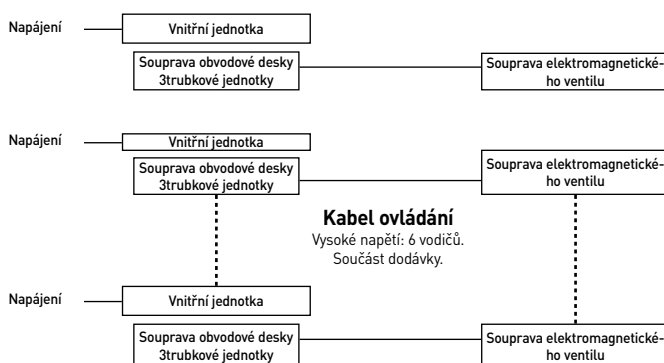 Napájení
Vnitřní jednotka
Souprava obvodové desky
3trubkové jednotky
Souprava elektromagnetické-
ho ventilu
Napájení
Vnitřní jednotka
Souprava obvodové desky
3trubkové jednotky
Souprava elektromagnetické-
ho ventilu
Kabel ovládání
Vysoké napětí: 6 vodičů.
Součást dodávky.
Napájení
Vnitřní jednotka
Souprava obvodové desky
3trubkové jednotky
Souprava elektromagnetické-
ho ventilu